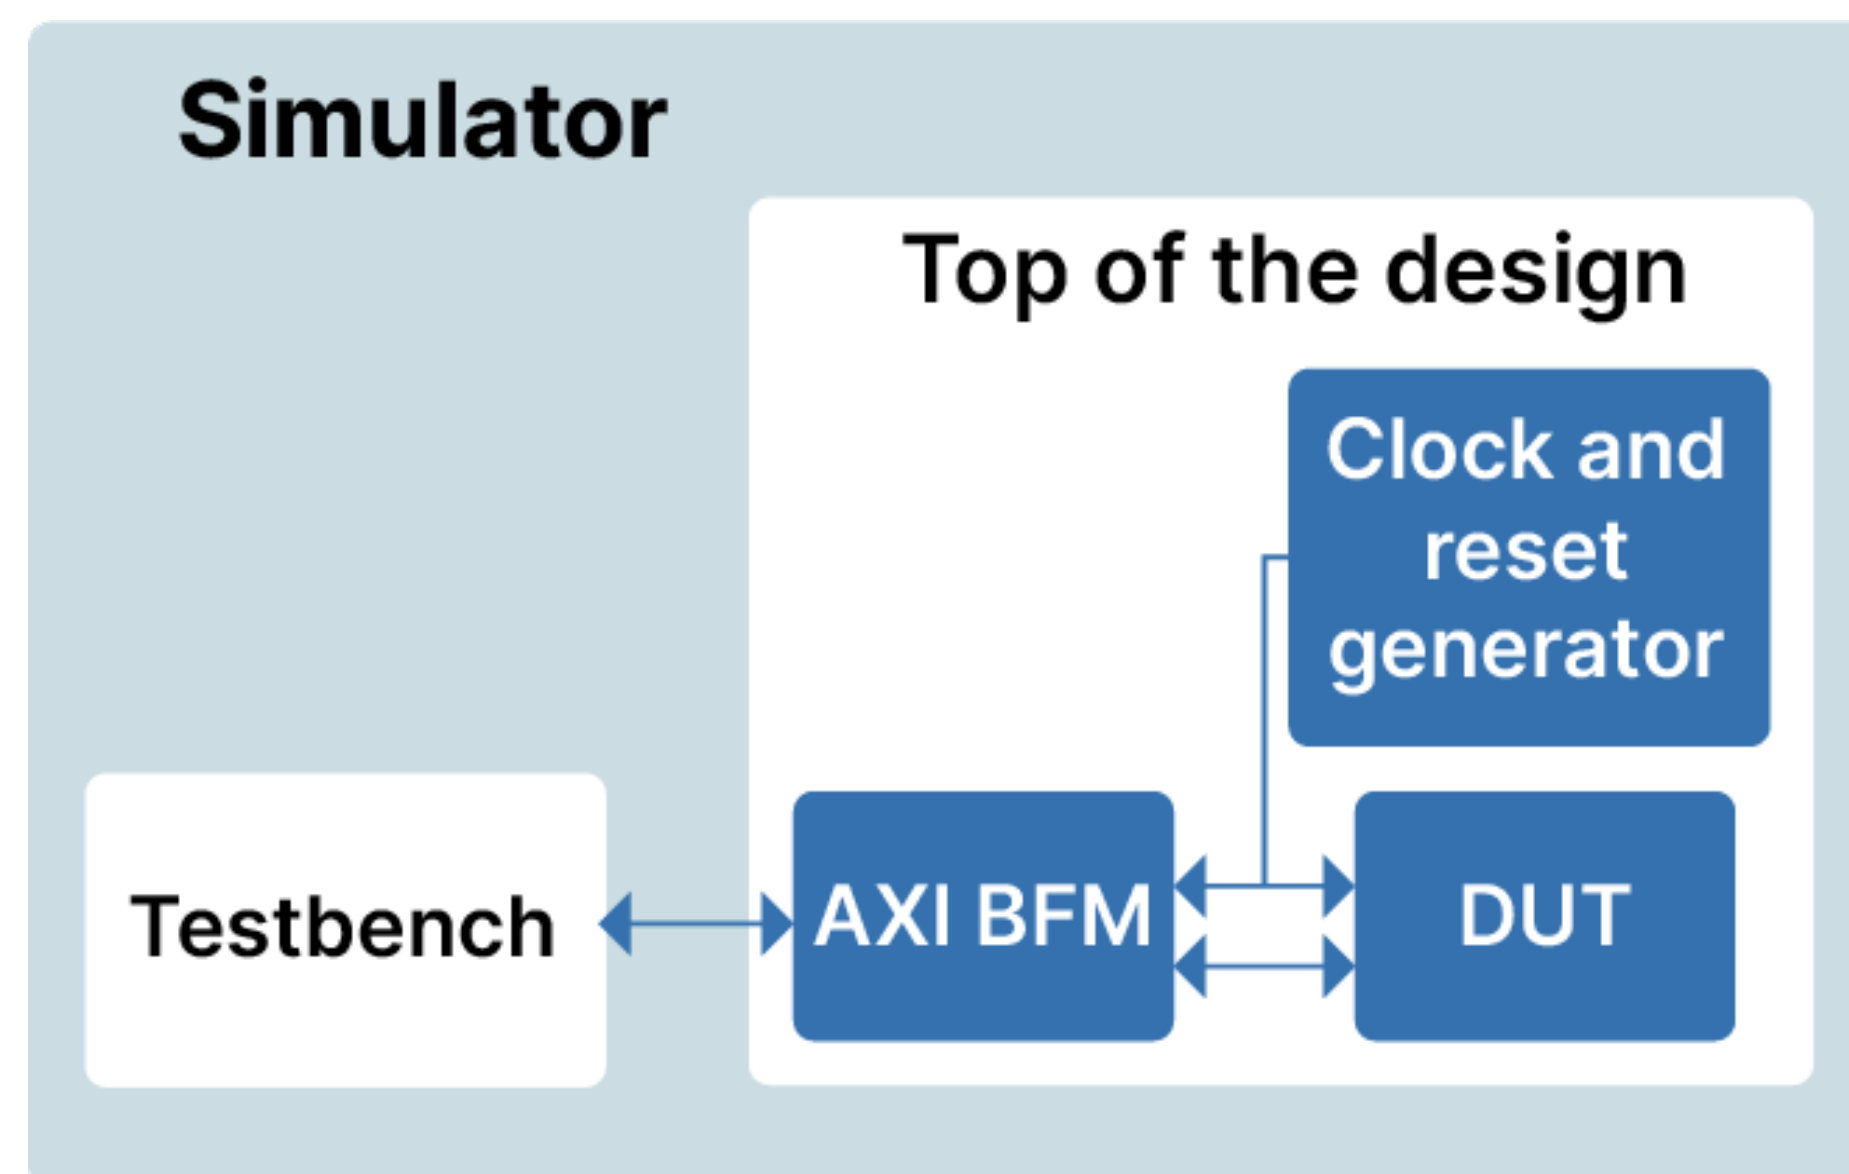 Simulator
Top of the design
Clock and
reset
generator
Testbench
AXI BFM
DUT